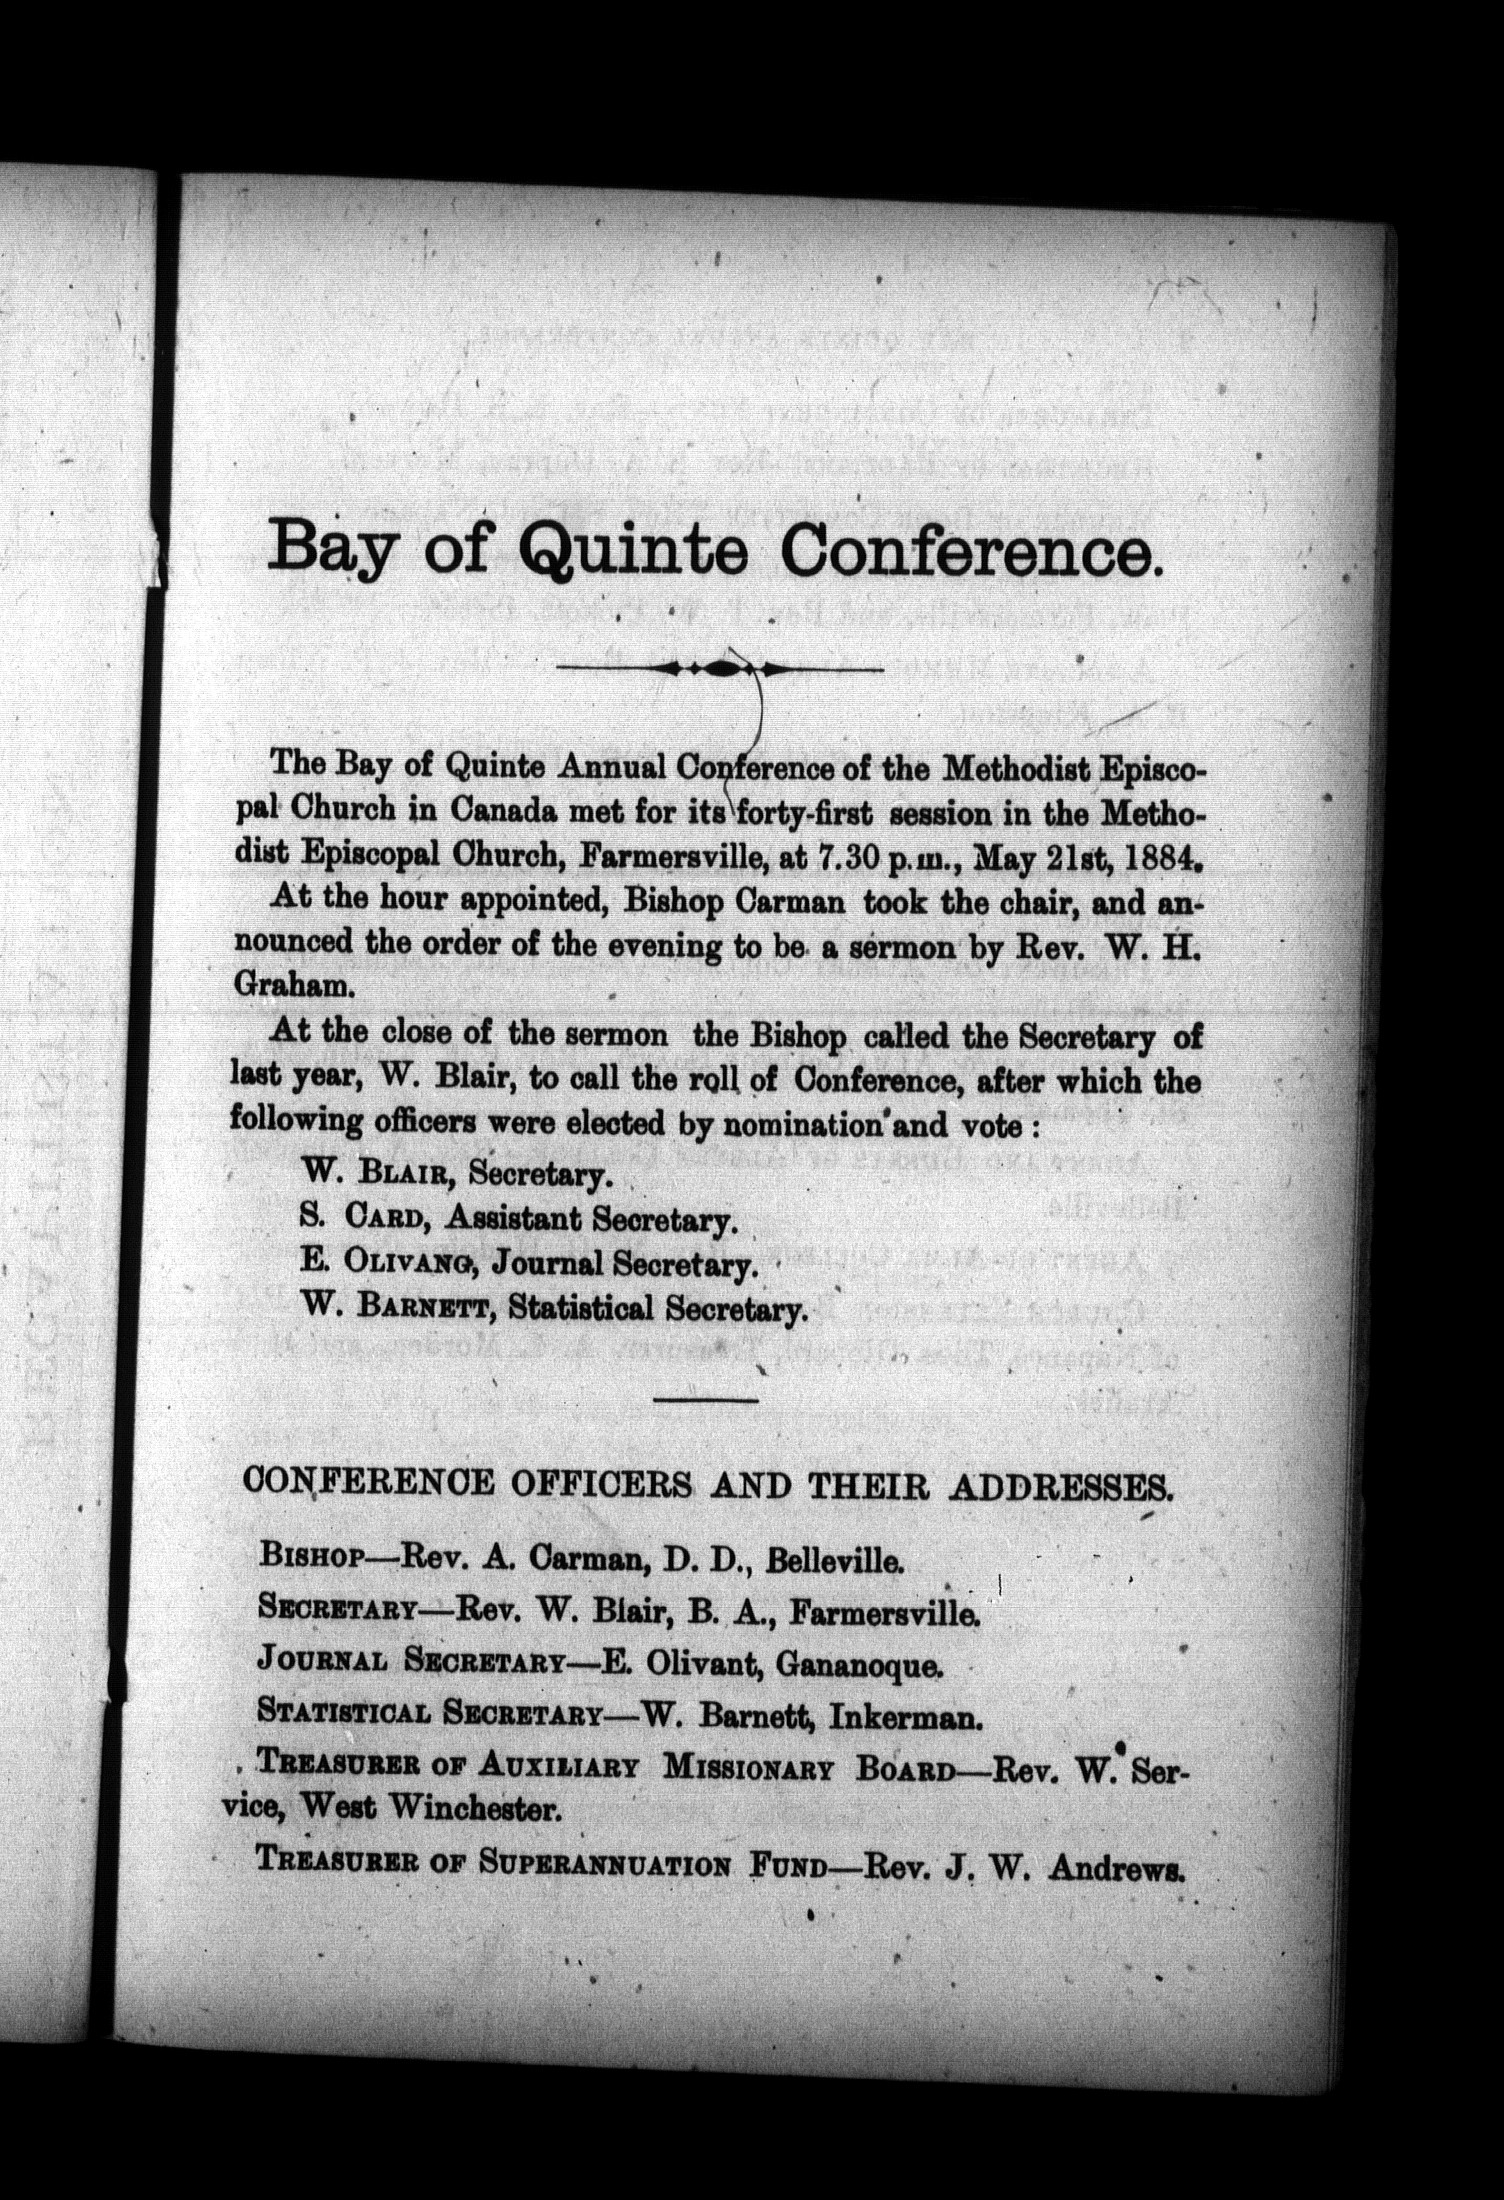 Bay of Quinte Conference.
The Bay of Quinte Annual Conference of the Methodist Episco-
pal Church in Canada met for its forty-first session in the Metho-
dist Episcopal Church, Farmersville, at 7.30 p.m., May 21st, 1884.
At the hour appointed, Bishop Carman took the chair, and an-
nounced the order of the evening to be a sermon by Rev. W. H.
Graham.
At the close of the sermon the Bishop called the Secretary of
last year, W. Blair, to call the roll of Conference, after which the
following officers were elected by nomination and vote :
W. BLAIR, Secretary.
S. CARD, Assistant Secretary.
E. OLIVANG, Journal Secretary.
W. BARNETT, Statistical Secretary.
CONFERENCE OFFICERS AND THEIR ADDRESSES.
BISHOP—Rev. A. Carman, D. D., Belleville.
SECRETARY—Rev. W. Blair, B. A., Farmersville.
JOURNAL SECRETARY—E. Olivant, Gananoque.
STATISTICAL SECRETARY—W. Barnett, Inkerman.
TREASURER OF AUXILIARY MISSIONARY BOARD—Rev. W. Ser-
vice, West Winchester.
TREASURER OF SUPERANNUATION FUND—Rev. J. W. Andrews.